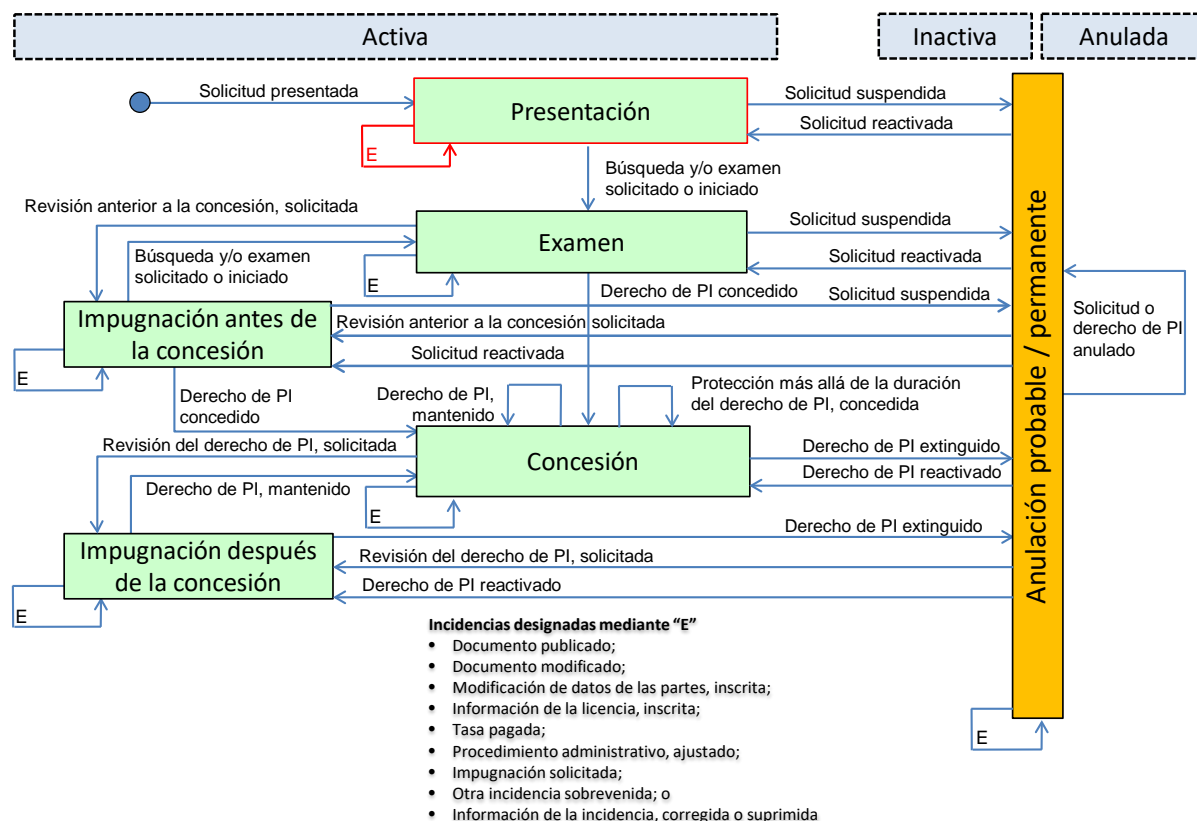 Activa
Inactiva
Anulada
Solicitud presentada
Presentación
Solicitud suspendida
Solicitud reactivada
E
Búsqueda y/o examen
solicitado o iniciado
Revisión anterior a la concesión, solicitada
Examen
Solicitud suspendida
Solicitud reactivada
Búsqueda y/o examen
solicitado o iniciado
E
Derecho de PI concedido
Solicitud suspendida
Impugnación antes de
la concesión
Revisión anterior a la concesión solicitada
Solicitud reactivada
E
Solicitud o
derecho de PI
anulado
Anulación probable / permanente
Derecho de PI
concedido
Derecho de PI,
mantenido
Protección más allá de la duración
del derecho de PI, concedida
Revisión del derecho de PI, solicitada
Concesión
Derecho de PI extinguido
Derecho de PI reactivado
Derecho de PI, mantenido
E
Derecho de PI extinguido
Impugnación después
de la concesión
Revisión del derecho de PI, solicitada
Derecho de PI reactivado
E
Incidencias designadas mediante “E”
• Documento publicado;
• Documento modificado;
• Modificación de datos de las partes, inscrita;
• Información de la licencia, inscrita;
• Tasa pagada;
• Procedimiento administrativo, ajustado;
• Impugnación solicitada;
• Otra incidencia sobrevenida; o
• Información de la incidencia, corregida o suprimida
E